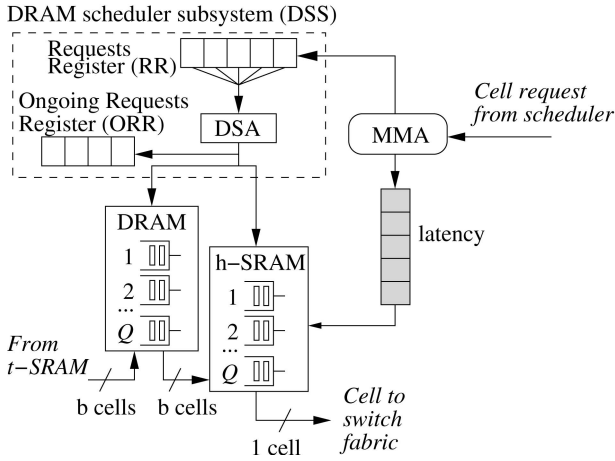 DRAM scheduler subsystem (DSS)
Requests
Register (RR)
Ongoing Requests
Register (ORR)
DSA
Cell request
from scheduler
MMA
latency
DRAM
1
2
...
Q
h-SRAM
1
2
...
Q
From
t-SRAM
b cells
b cells
1 cell
Cell to
switch
fabric